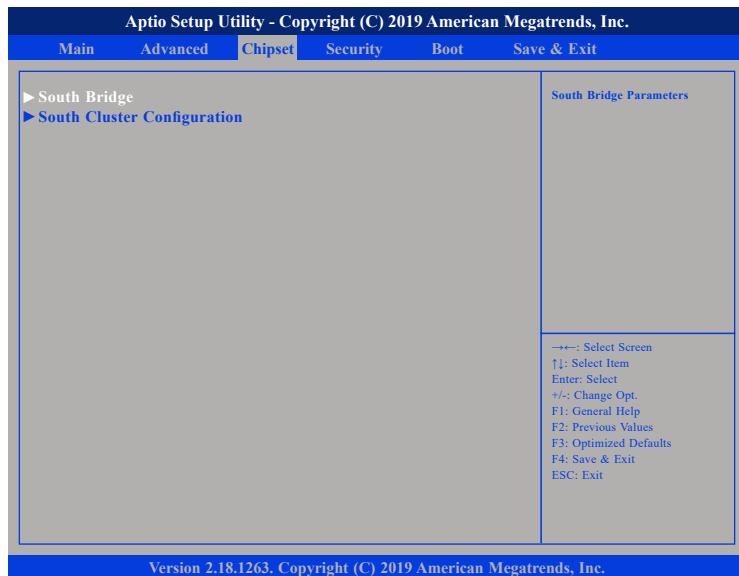 Aptio Setup Utility - Copyright (C) 2019 American Megatrends, Inc.
Main Advanced Chipset Security Boot Save & Exit
►South Bridge
►South Cluster Configuration
South Bridge Parameters
→←: Select Screen
↑↓: Select Item
Enter: Select
+/-: Change Opt.
F1: General Help
F2: Previous Values
F3: Optimized Defaults
F4: Save & Exit
ESC: Exit
Version 2.18.1263. Copyright (C) 2019 American Megatrends, Inc.